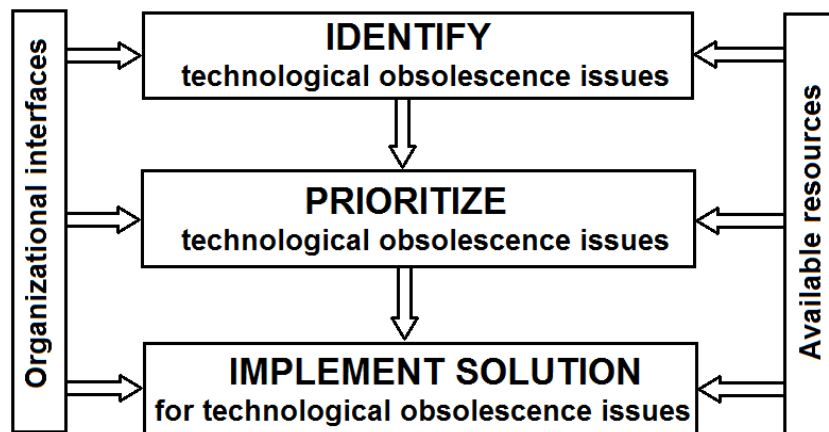 Organizational interfaces
IDENTIFY
technological obsolescence issues
PRIORITIZE
technological obsolescence issues
IMPLEMENT SOLUTION
for technological obsolescence issues
Available resources